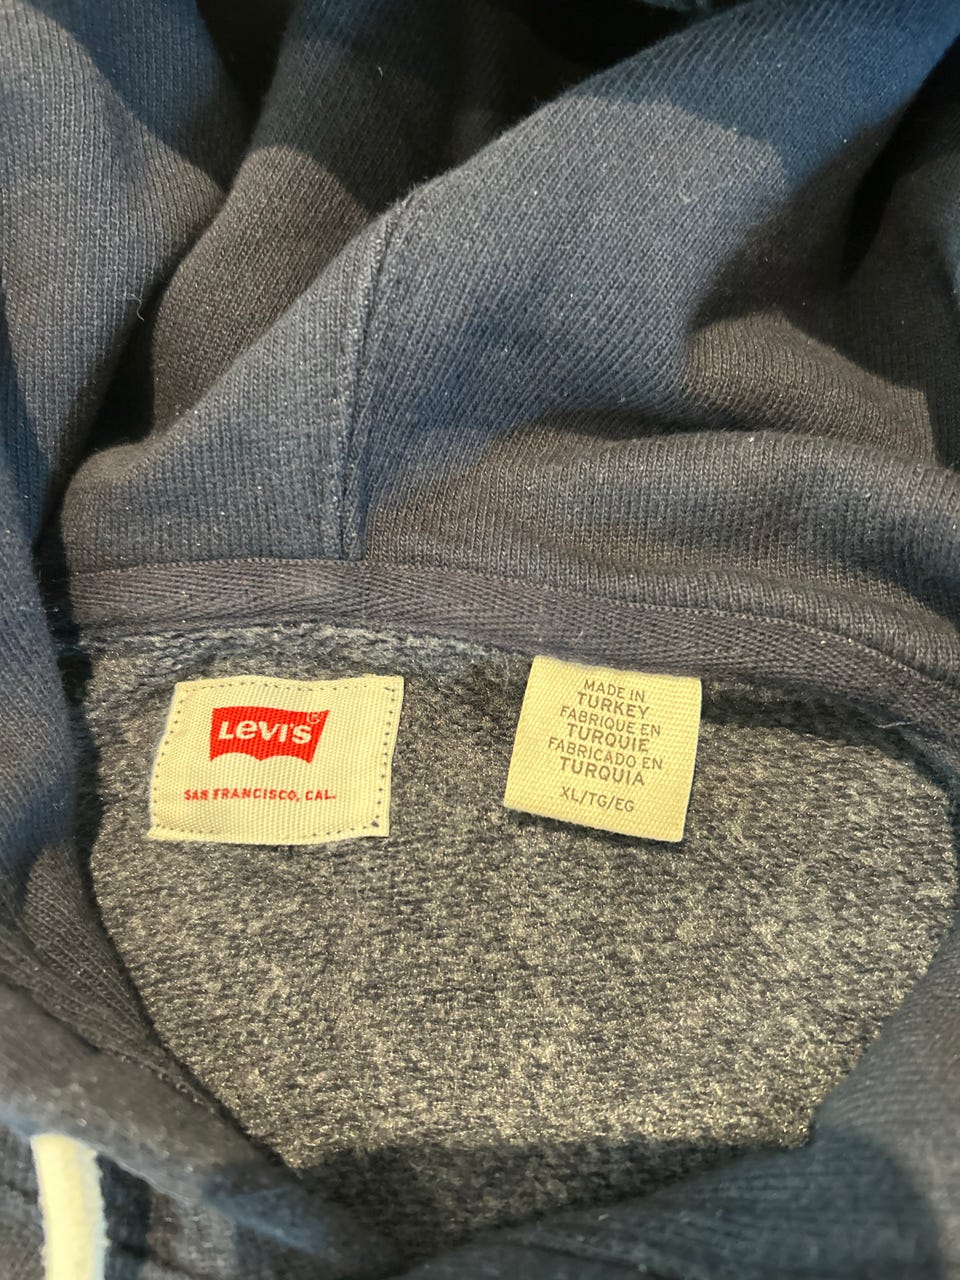 Levi's
SAN FRANCISCO, CAL.
MADE IN
TURKEY
FABRIQUE EN
TURQUIE
FABRICADO EN
TURQUIA
XL/TG/EG